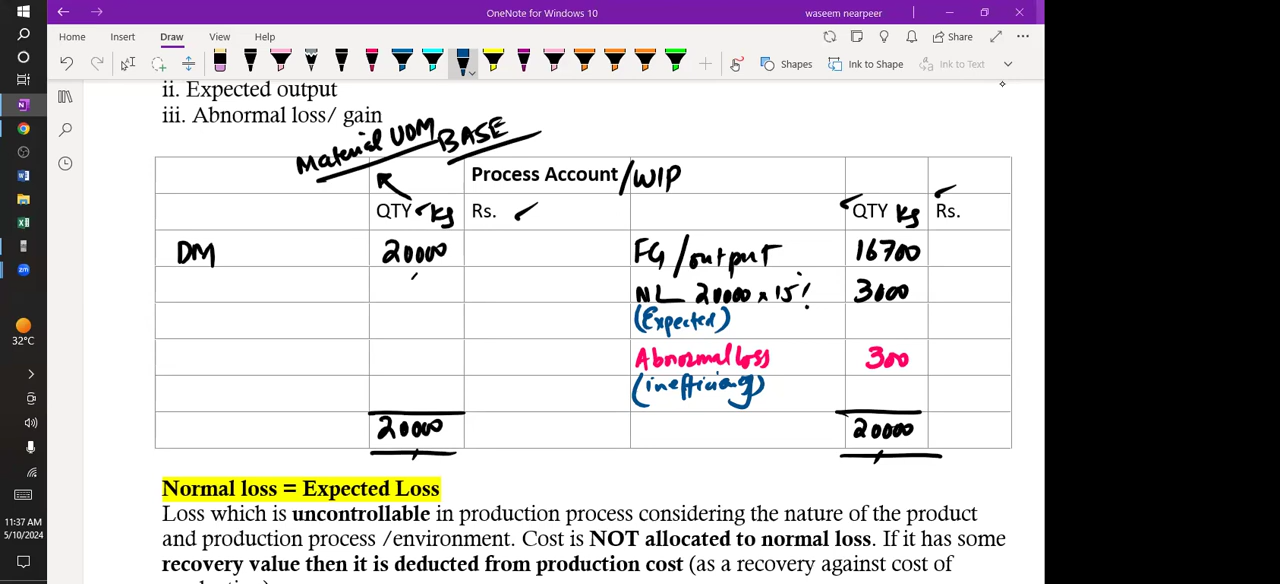 OneNote for Windows 10
waseem nearpeer
Home Insert Draw View Help
Share
Shapes Ink to Shape Ink to Text
ii. Expected output
iii. Abnormal loss/ gain
Material UOM BASE
Process Account /WIP
QTY Kg Rs. QTY Kg Rs.
DM 20000 FG/output 16700
NL 20000 x 15% 3000
(Expected)
Abnormal loss 300
(inefficiency)
20000 20000
Normal loss = Expected Loss
Loss which is uncontrollable in production process considering the nature of the product
and production process /environment. Cost is NOT allocated to normal loss. If it has some
recovery value then it is deducted from production cost (as a recovery against cost of
32°C
11:37 AM
5/10/2024